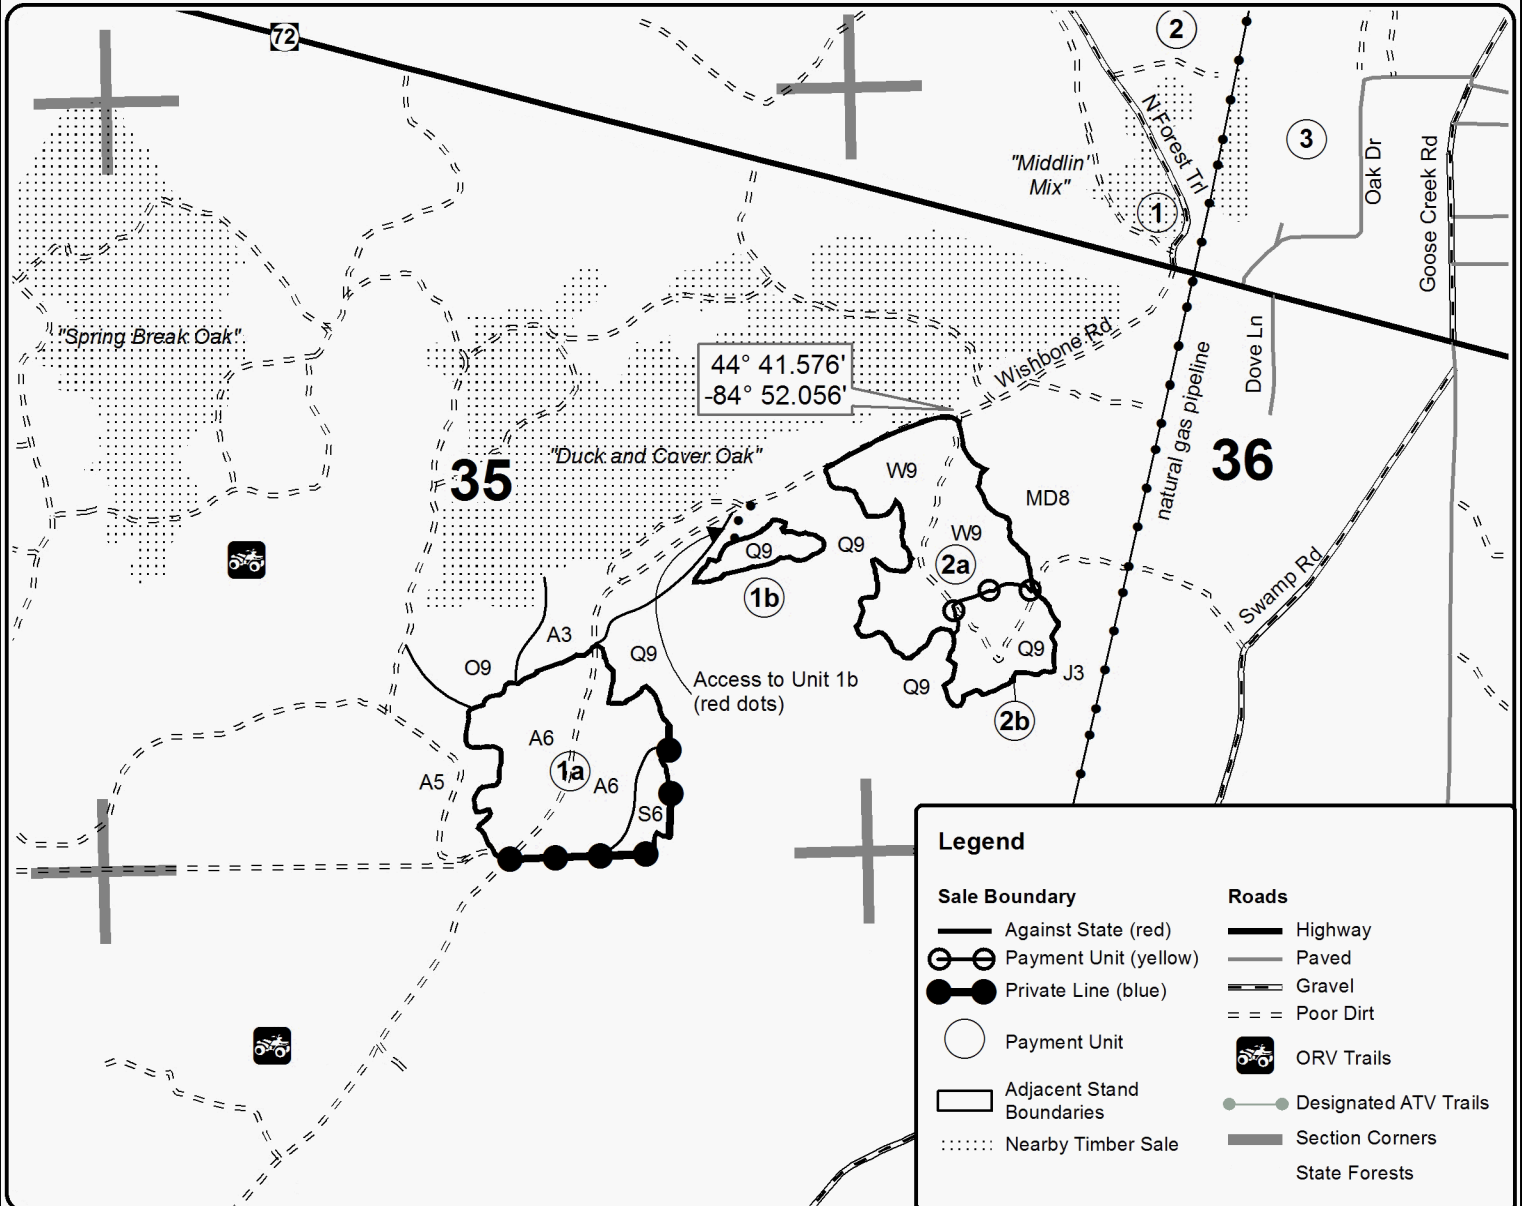 72
2
N Forest Trl
3
Oak Dr
Goose Creek Rd
"Middlin'
Mix"
1
"Spring Break Oak"
44° 41.576'
-84° 52.056'
Wishbone Rd
Dove Ln
natural gas pipeline
36
35
"Duck and Cover Oak"
W9
MD8
W9
Q9
Q9
2a
1b
Swamp Rd
A3
Q9
O9
Q9
J3
Q9
Access to Unit 1b
(red dots)
2b
A6
1a
A6
A5
S6
Legend
Sale Boundary
Against State (red)
Payment Unit (yellow)
Private Line (blue)
Payment Unit
Adjacent Stand
Boundaries
Nearby Timber Sale
Roads
Highway
Paved
Gravel
Poor Dirt
ORV Trails
Designated ATV Trails
Section Corners
State Forests